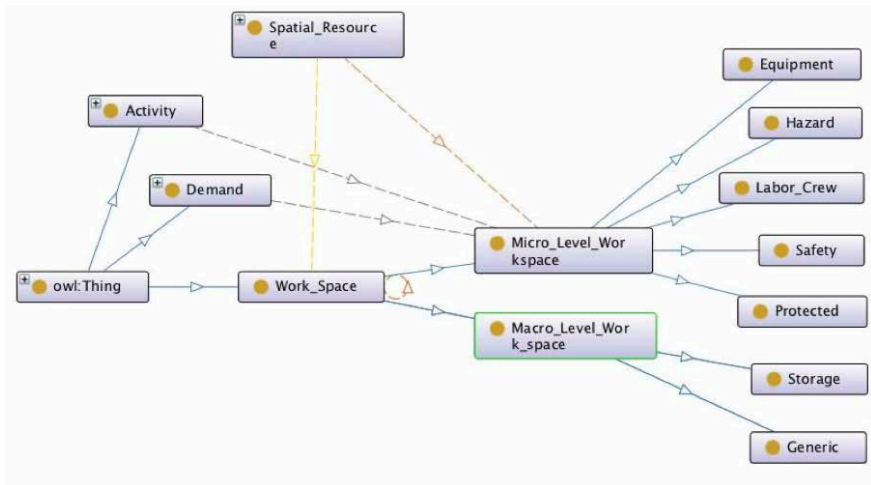 Spatial_Resourc
e
Equipment
Activity
Hazard
Demand
Labor_Crew
Micro_Level_Wor
kspace
Safety
owl:Thing
Work_Space
Protected
Macro_Level_Wor
k_space
Storage
Generic